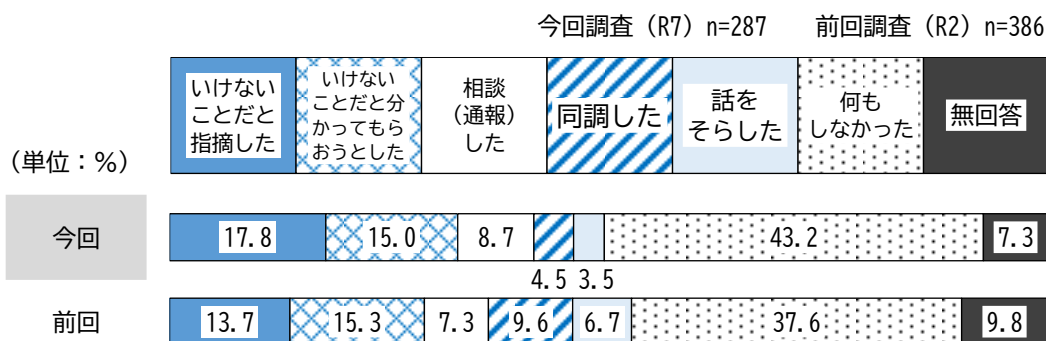 今回調査（R7）n=287　前回調査（R2）n=386
いけない
ことだと
指摘した
いけない
ことだと分
かってもら
おうとした
相談
（通報）
した
同調した
話を
そらした
何も
しなかった
無回答
（単位：%）
今回
17.8
15.0
8.7
4.5
3.5
43.2
7.3
前回
13.7
15.3
7.3
9.6
6.7
37.6
9.8